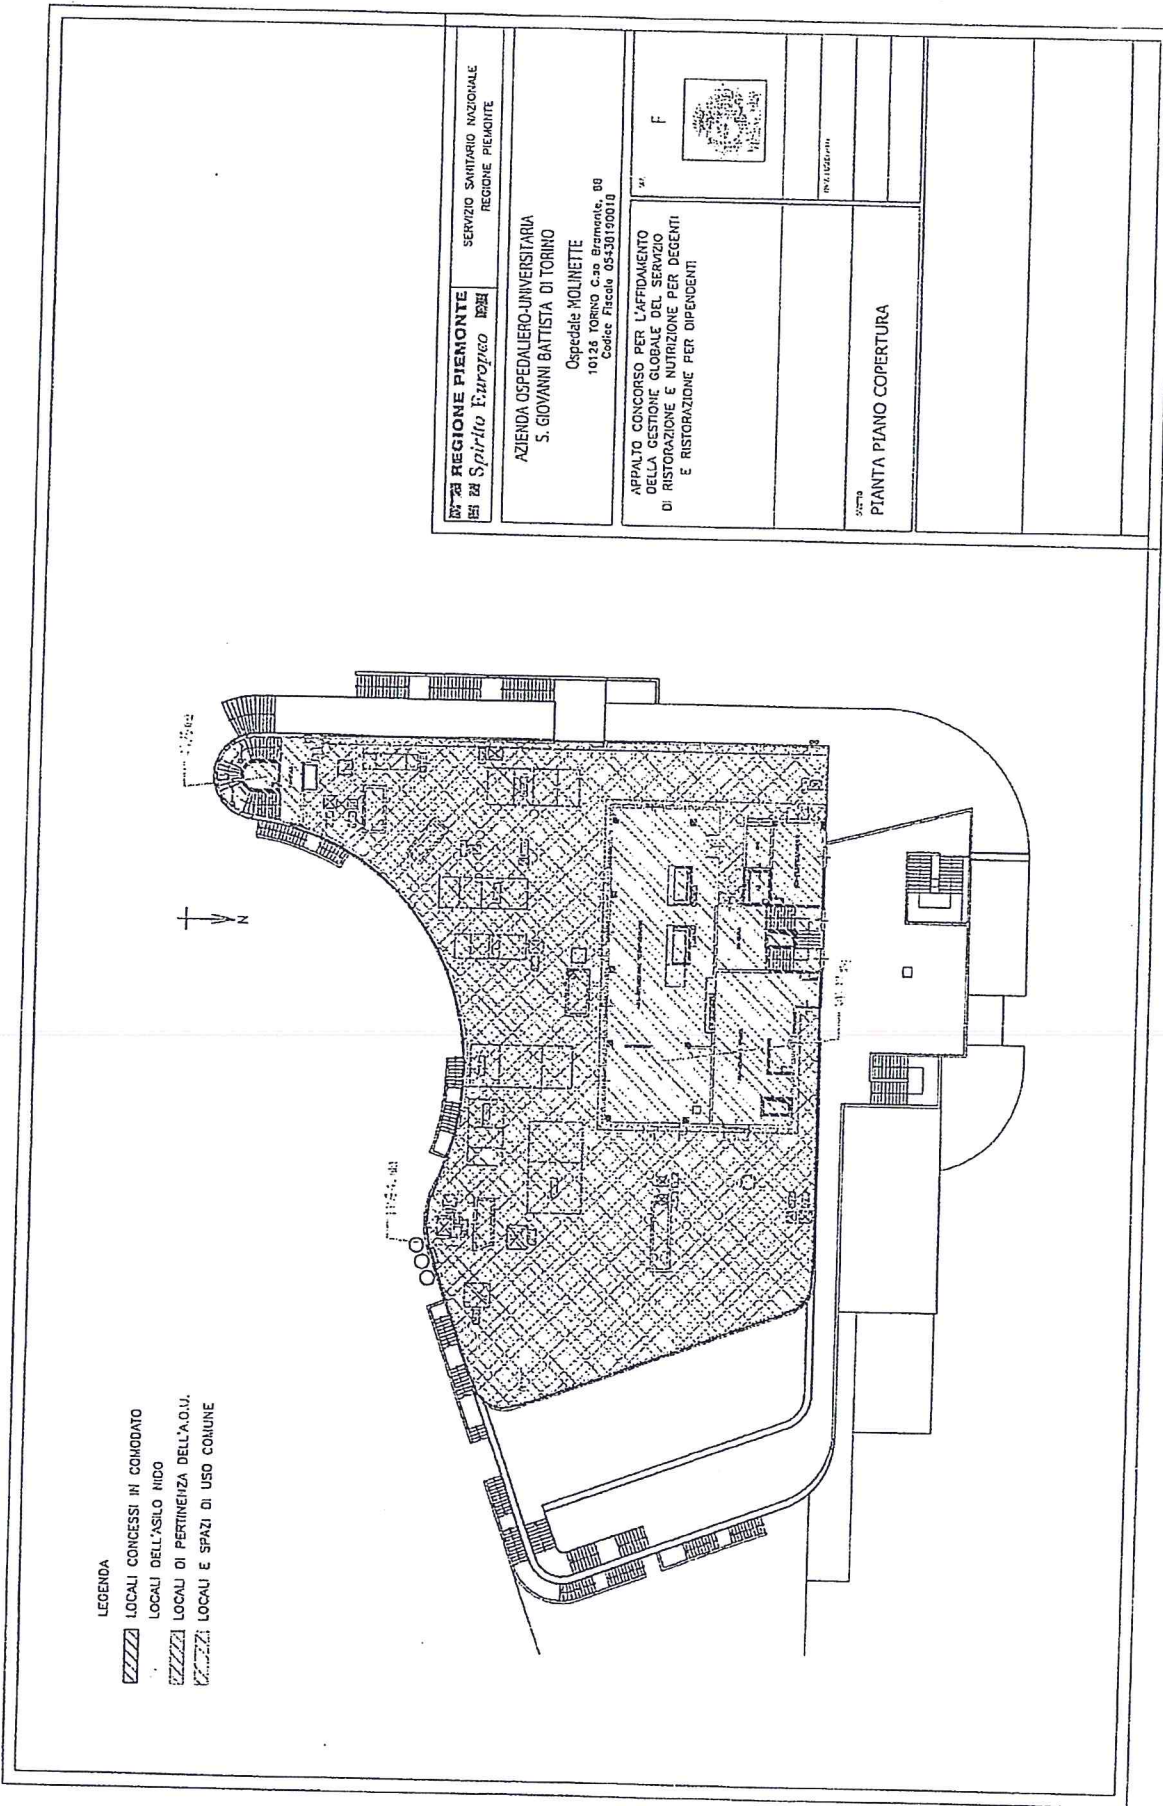 LEGENDA
LOCALI CONCESSI IN COMODATO
LOCALI DELL'ASILO NIDO
LOCALI DI PERTINENZA DELL'A.O.U.
LOCALI E SPAZI DI USO COMUNE
N
REGIONE PIEMONTE
Spirito Europeo
SERVIZIO SANITARIO NAZIONALE
REGIONE PIEMONTE
AZIENDA OSPEDALIERO-UNIVERSITARIA
S. GIOVANNI BATTISTA DI TORINO
Ospedale MOLINETTE
10126 TORINO C.so Bramante, 88
Codice Fiscale 05438190018
APPALTO CONCORSO PER L'AFFIDAMENTO
DELLA GESTIONE GLOBALE DEL SERVIZIO
DI RISTORAZIONE E NUTRIZIONE PER DEGENTI
E RISTORAZIONE PER DIPENDENTI
F
PIANTA PIANO COPERTURA